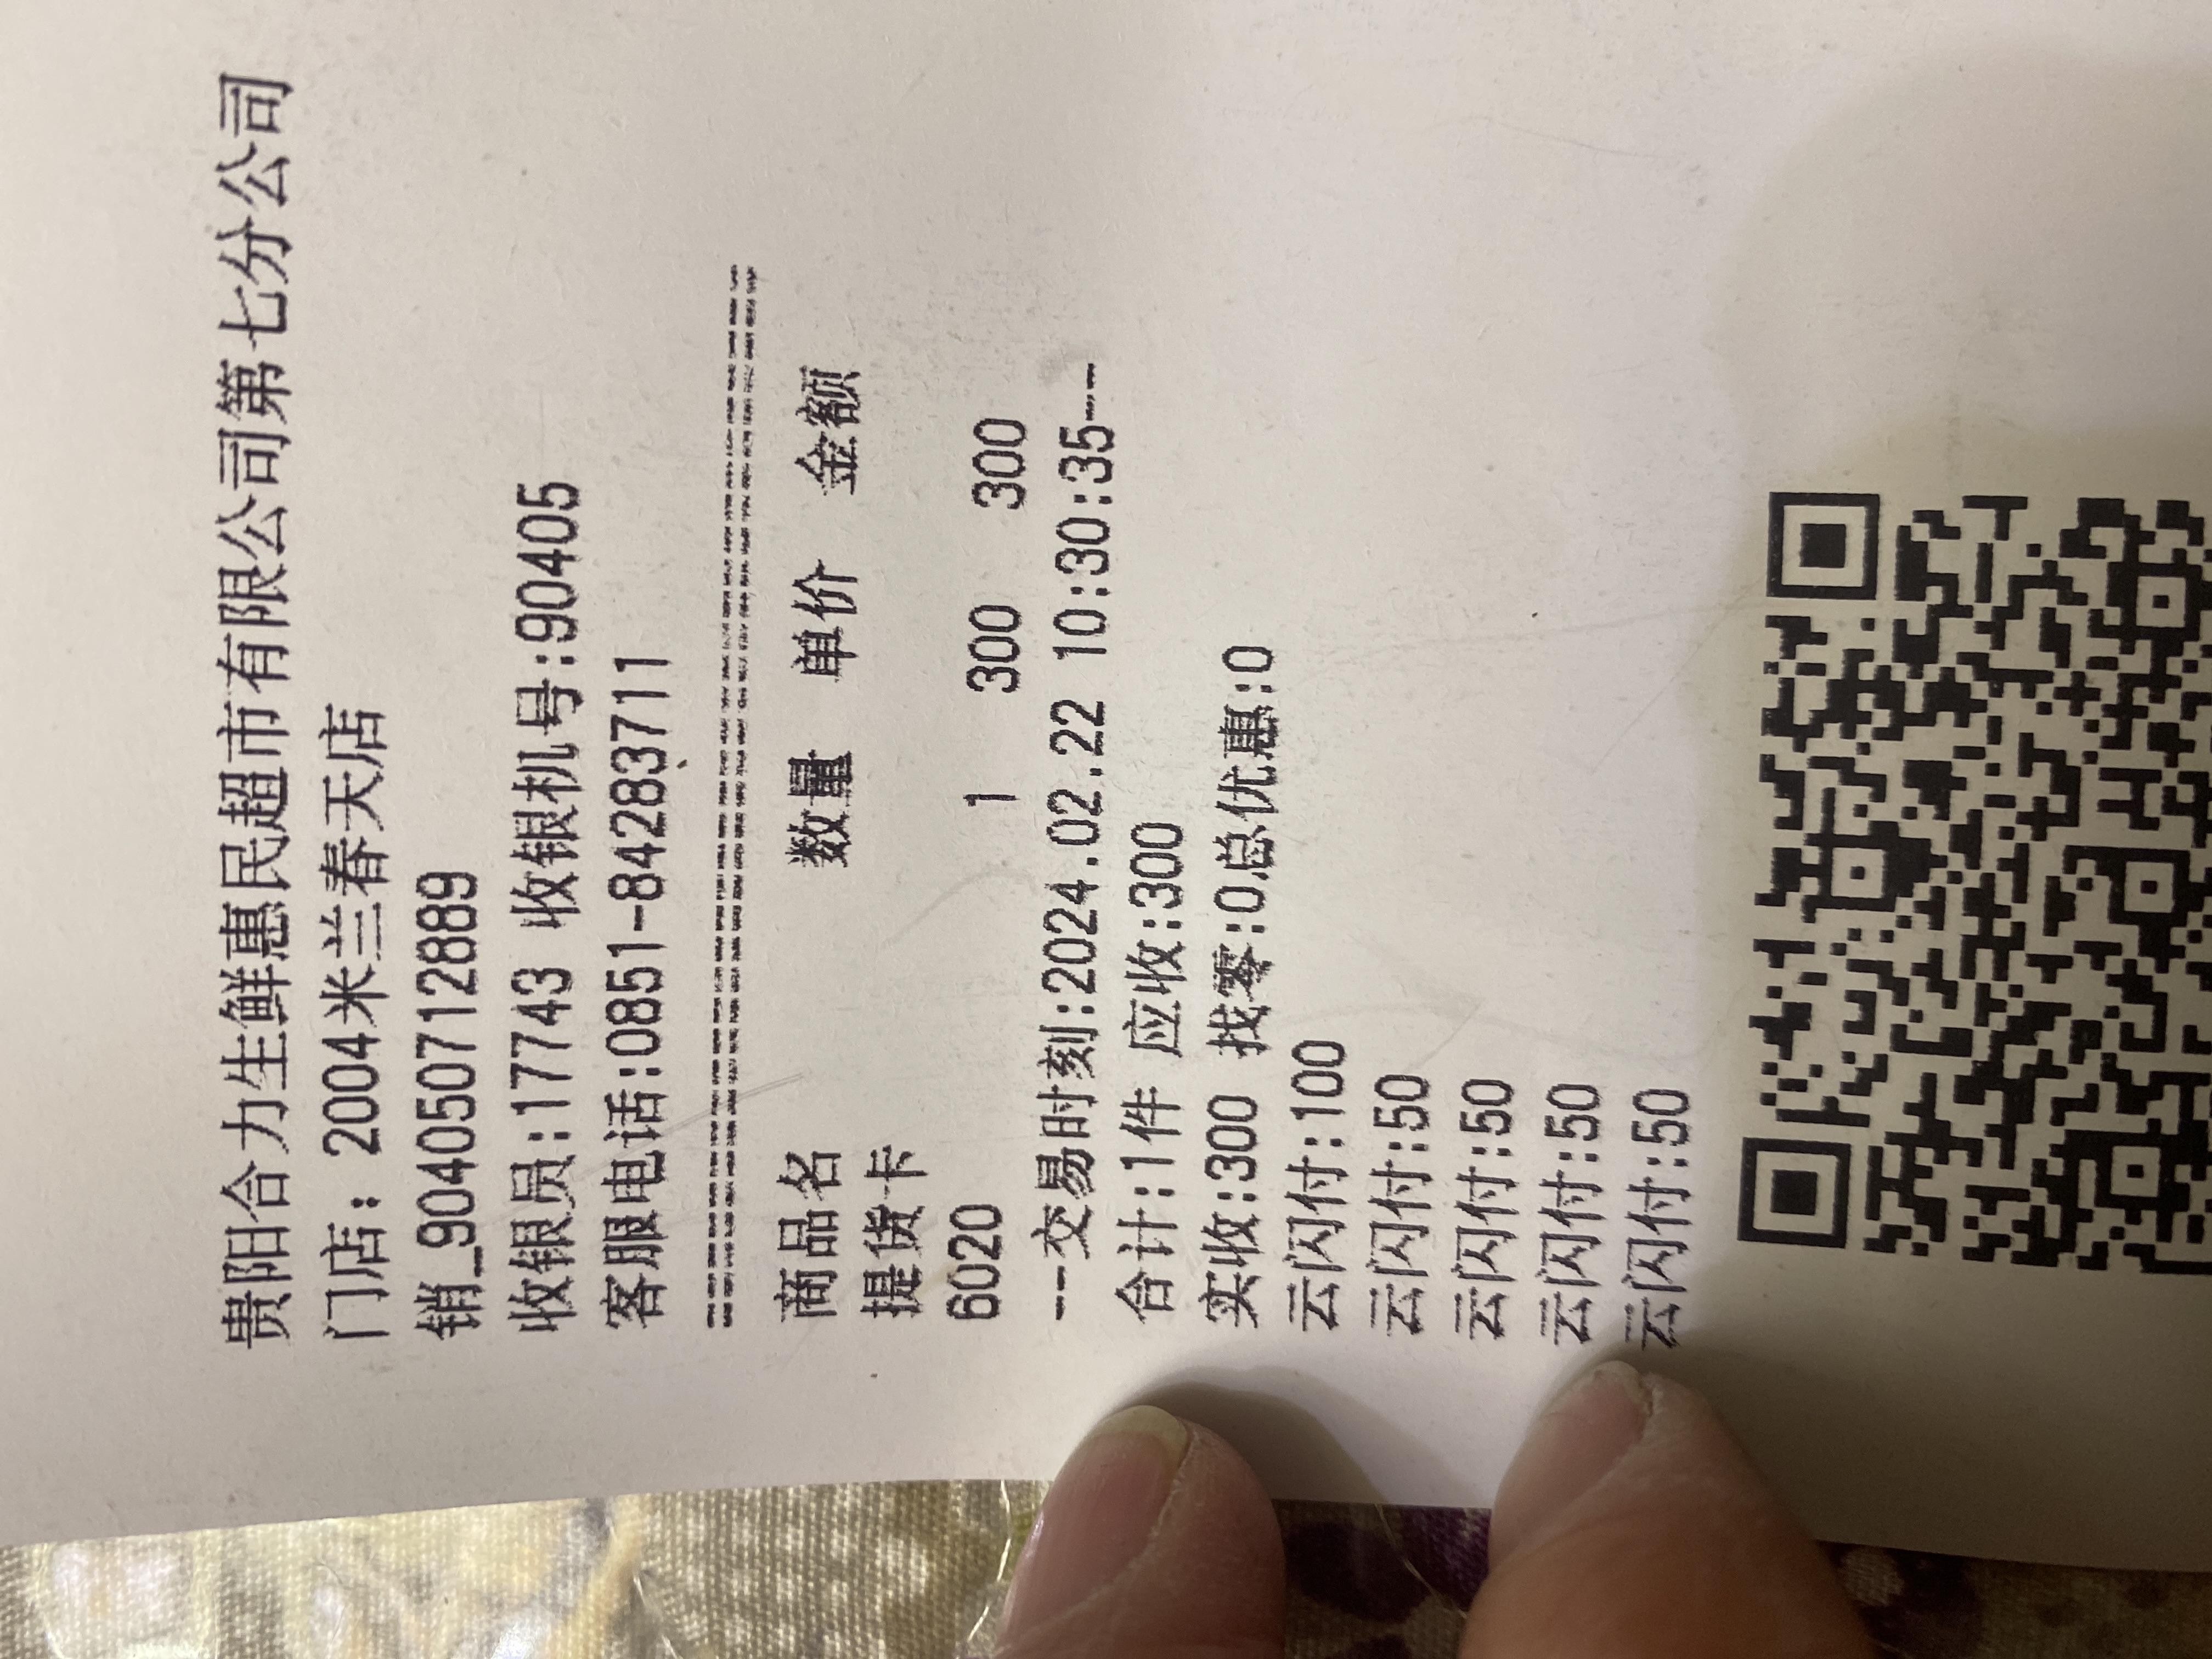 贵阳合力生鲜惠民超市有限公司第七分公司
门店: 2004米兰春天店
销_904050712889
收银员:17743 收银机号:90405
客服电话:0851-84283711
================================
商品名 数量 单价 金额
提货卡
6020 1 300 300
--交易时刻:2024.02.22 10:30:35--
合计:1件 应收:300
实收:300 找零:0总优惠:0
云闪付:100
云闪付:50
云闪付:50
云闪付:50
云闪付:50